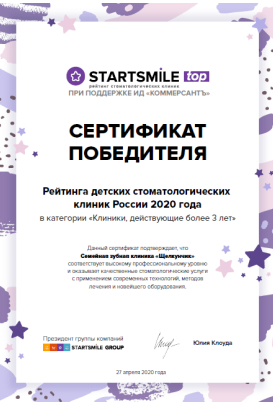 STARTSMILE top
рейтинг стоматологических клиник
ПРИ ПОДДЕРЖКЕ ИД «КОММЕРСАНТЪ»
СЕРТИФИКАТ
ПОБЕДИТЕЛЯ
Рейтинга детских стоматологических
клиник России 2020 года
в категории «Клиники, действующие более 3 лет»
Данный сертификат подтверждает, что
Семейная зубная клиника «Щелкунчик»
соответствует высокому профессиональному уровню
и оказывает качественные стоматологические услуги
с применением современных технологий, методов
лечения и новейшего оборудования.
Президент группы компаний
STARTSMILE GROUP
Юлия Клоуда
27 апреля 2020 года